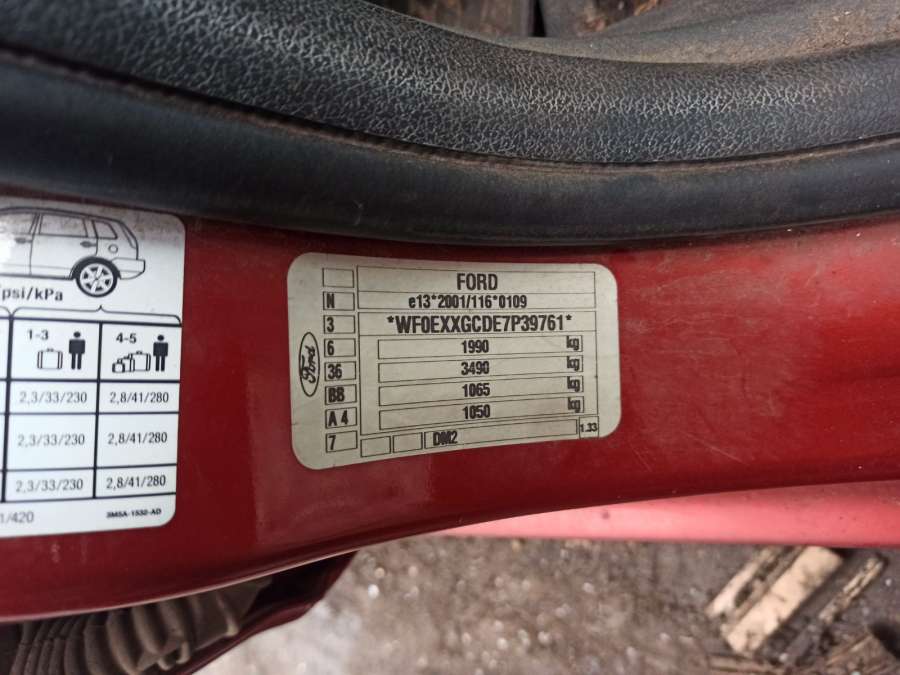 psi/kPa
1-3
4-5
2,3/33/230
2,8/41/280
2,3/33/230
2,8/41/280
2,3/33/230
2,8/41/280
/420
3M5A-1532-AD
Ford
FORD
N
e13*2001/116*0109
3
*WF0EXXGCDE7P39761*
6
1990 kg
36
3490 kg
BB
1065 kg
A 4
1050 kg
7
DM2
1.33